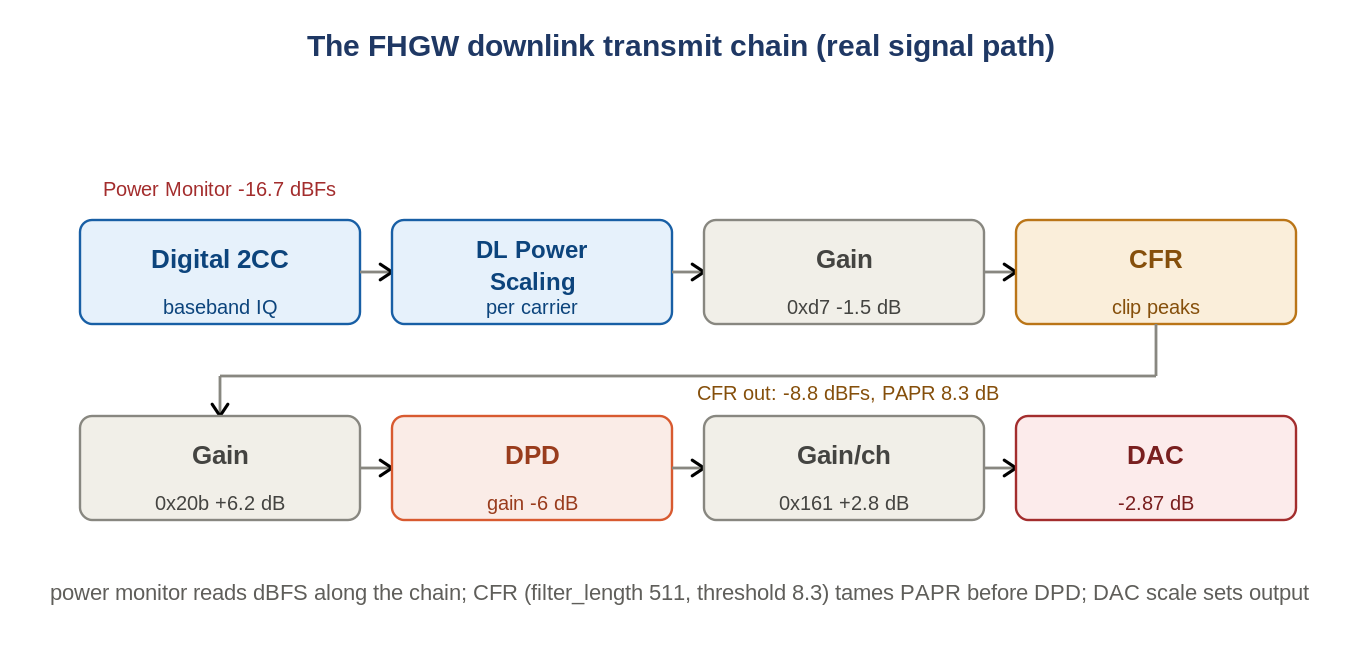 The FHGW downlink transmit chain (real signal path)
Power Monitor -16.7 dBFs
Digital 2CC
baseband IQ
DL Power
Scaling
per carrier
Gain
0xd7 -1.5 dB
CFR
clip peaks
CFR out: -8.8 dBFs, PAPR 8.3 dB
Gain
0x20b +6.2 dB
DPD
gain -6 dB
Gain/ch
0x161 +2.8 dB
DAC
-2.87 dB
power monitor reads dBFS along the chain; CFR (filter_length 511, threshold 8.3) tames PAPR before DPD; DAC scale sets output